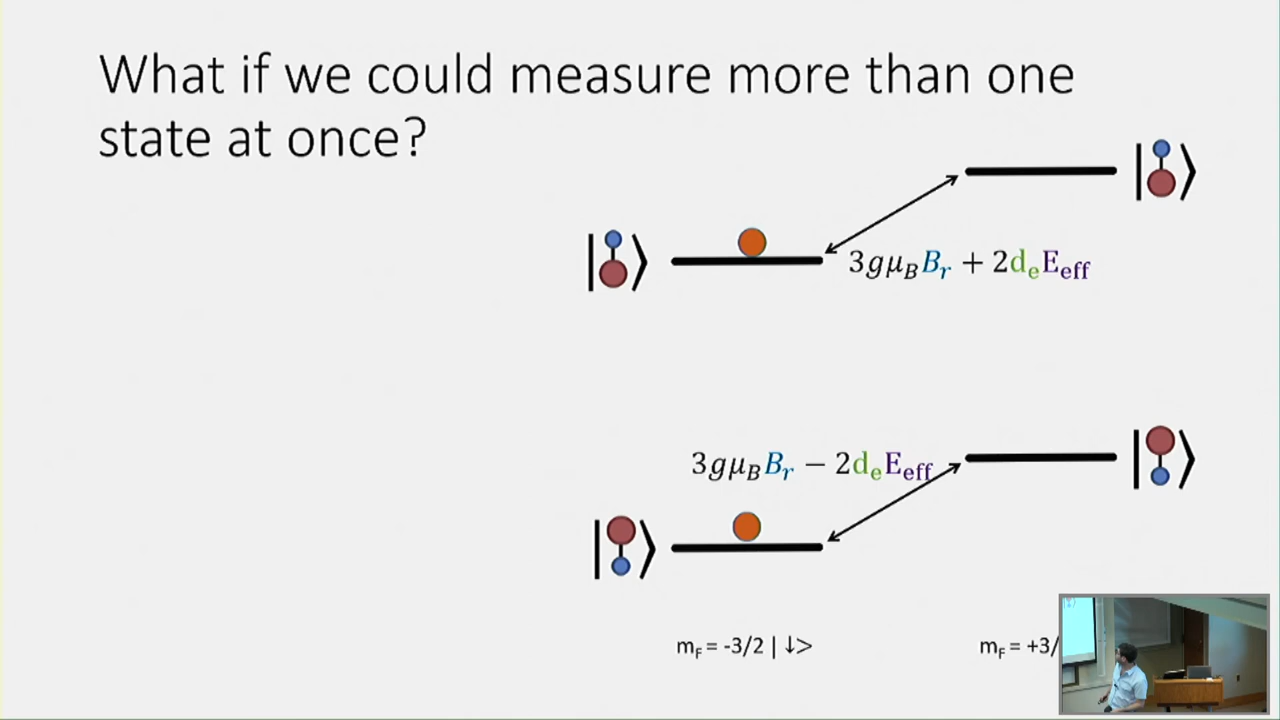 What if we could measure more than one
state at once?
3gμ_B B_r + 2d_e E_eff
3gμ_B B_r − 2d_e E_eff
m_F = -3/2 | ↓>
m_F = +3/